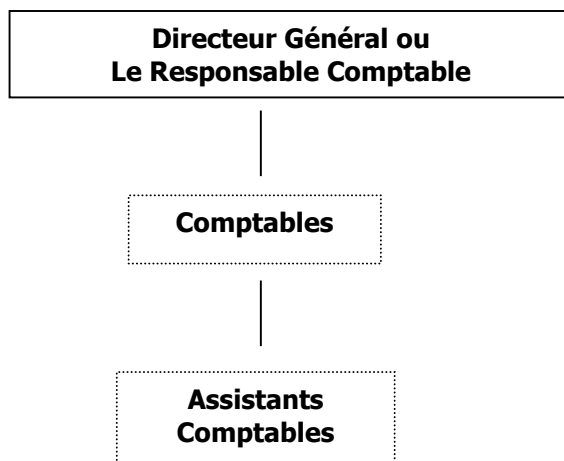 Directeur Général ou
Le Responsable Comptable
Comptables
Assistants
Comptables